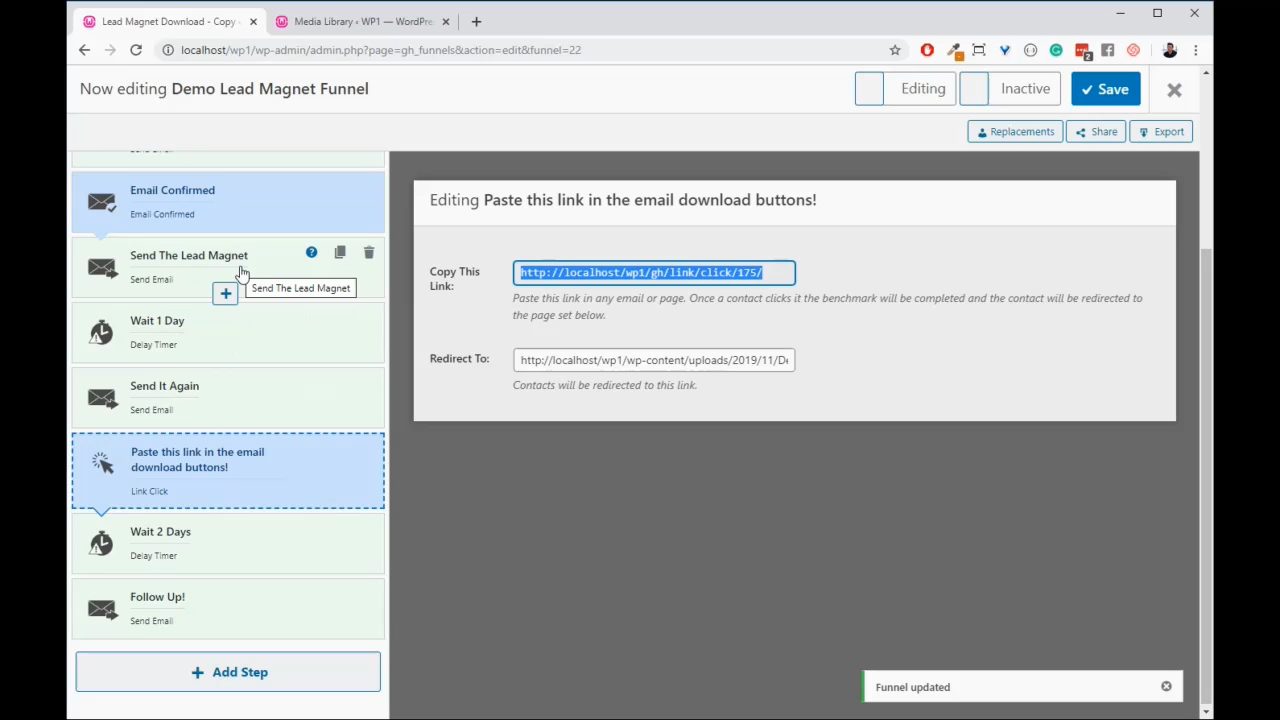 Lead Magnet Download - Copy -
Media Library ‹ WP1 — WordPre
localhost/wp1/wp-admin/admin.php?page=gh_funnels&action=edit&funnel=22
2
Now editing Demo Lead Magnet Funnel
Editing
Inactive
Save
Replacements
Share
Export
Send Email
Email Confirmed
Email Confirmed
Send The Lead Magnet
Send Email
Send The Lead Magnet
Wait 1 Day
Delay Timer
Send It Again
Send Email
Paste this link in the email
download buttons!
Link Click
Wait 2 Days
Delay Timer
Follow Up!
Send Email
+ Add Step
Editing Paste this link in the email download buttons!
Copy This
Link:
http://localhost/wp1/gh/link/click/175/
Paste this link in any email or page. Once a contact clicks it the benchmark will be completed and the contact will be redirected to
the page set below.
Redirect To:
http://localhost/wp1/wp-content/uploads/2019/11/De
Contacts will be redirected to this link.
Funnel updated